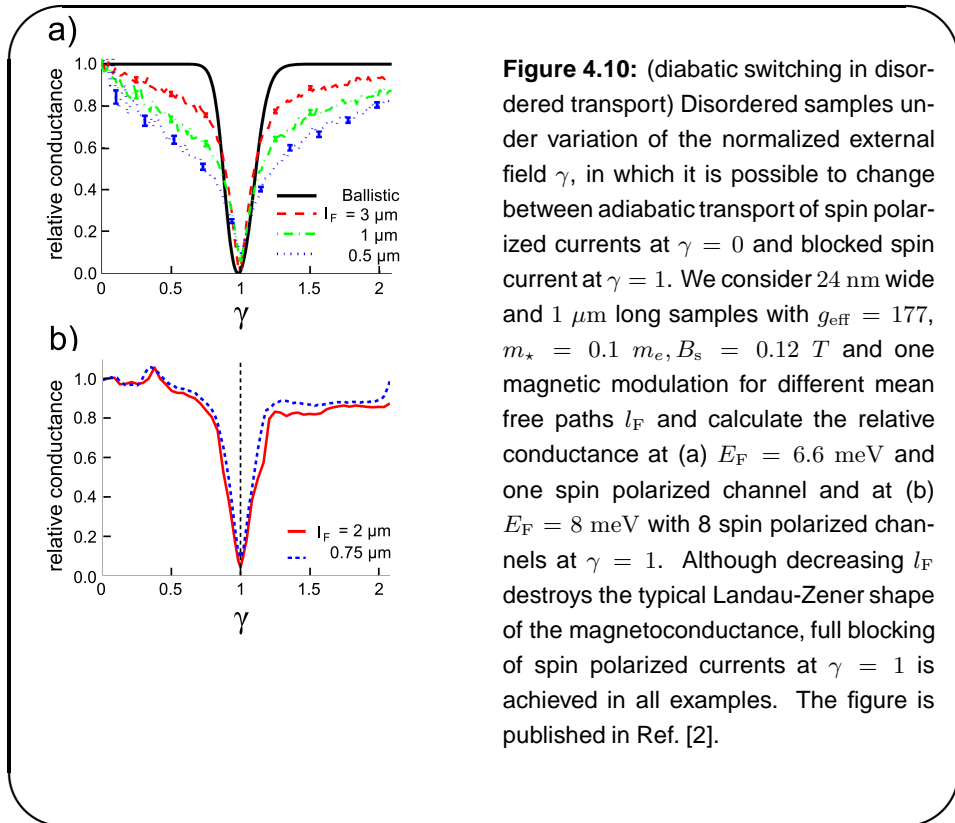 a)
relative conductance
1.0
0.8
0.6
0.4
0.2
0.0
Ballistic
l_F = 3 µm
1 µm
0.5 µm
0 0.5 1 1.5 2
γ
b)
relative conductance
1.0
0.8
0.6
0.4
0.2
0.0
l_F = 2 µm
0.75 µm
0 0.5 1 1.5 2
γ
Figure 4.10: (diabatic switching in disor-
dered transport) Disordered samples un-
der variation of the normalized external
field γ, in which it is possible to change
between adiabatic transport of spin polar-
ized currents at γ = 0 and blocked spin
current at γ = 1. We consider 24 nm wide
and 1 µm long samples with g_eff = 177,
m_⋆ = 0.1 m_e, B_s = 0.12 T and one
magnetic modulation for different mean
free paths l_F and calculate the relative
conductance at (a) E_F = 6.6 meV and
one spin polarized channel and at (b)
E_F = 8 meV with 8 spin polarized chan-
nels at γ = 1. Although decreasing l_F
destroys the typical Landau-Zener shape
of the magnetoconductance, full blocking
of spin polarized currents at γ = 1 is
achieved in all examples. The figure is
published in Ref. [2].